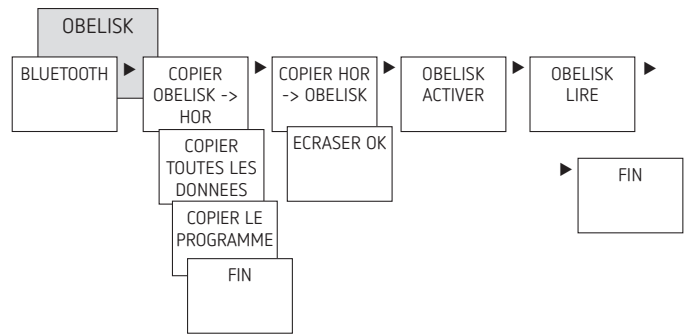 OBELISK
BLUETOOTH
COPIER
OBELISK ->
HOR
COPIER
TOUTES LES
DONNEES
COPIER LE
PROGRAMME
FIN
COPIER HOR
-> OBELISK
ECRASER OK
OBELISK
ACTIVER
OBELISK
LIRE
FIN